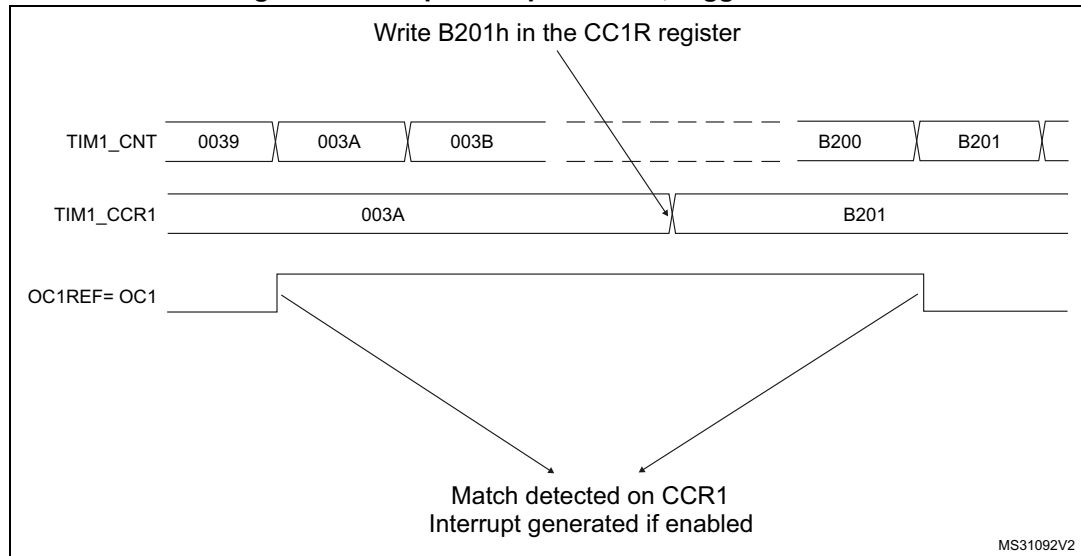 Write B201h in the CC1R register
TIM1_CNT 0039 003A 003B B200 B201
TIM1_CCR1 003A B201
OC1REF= OC1
Match detected on CCR1
Interrupt generated if enabled
MS31092V2